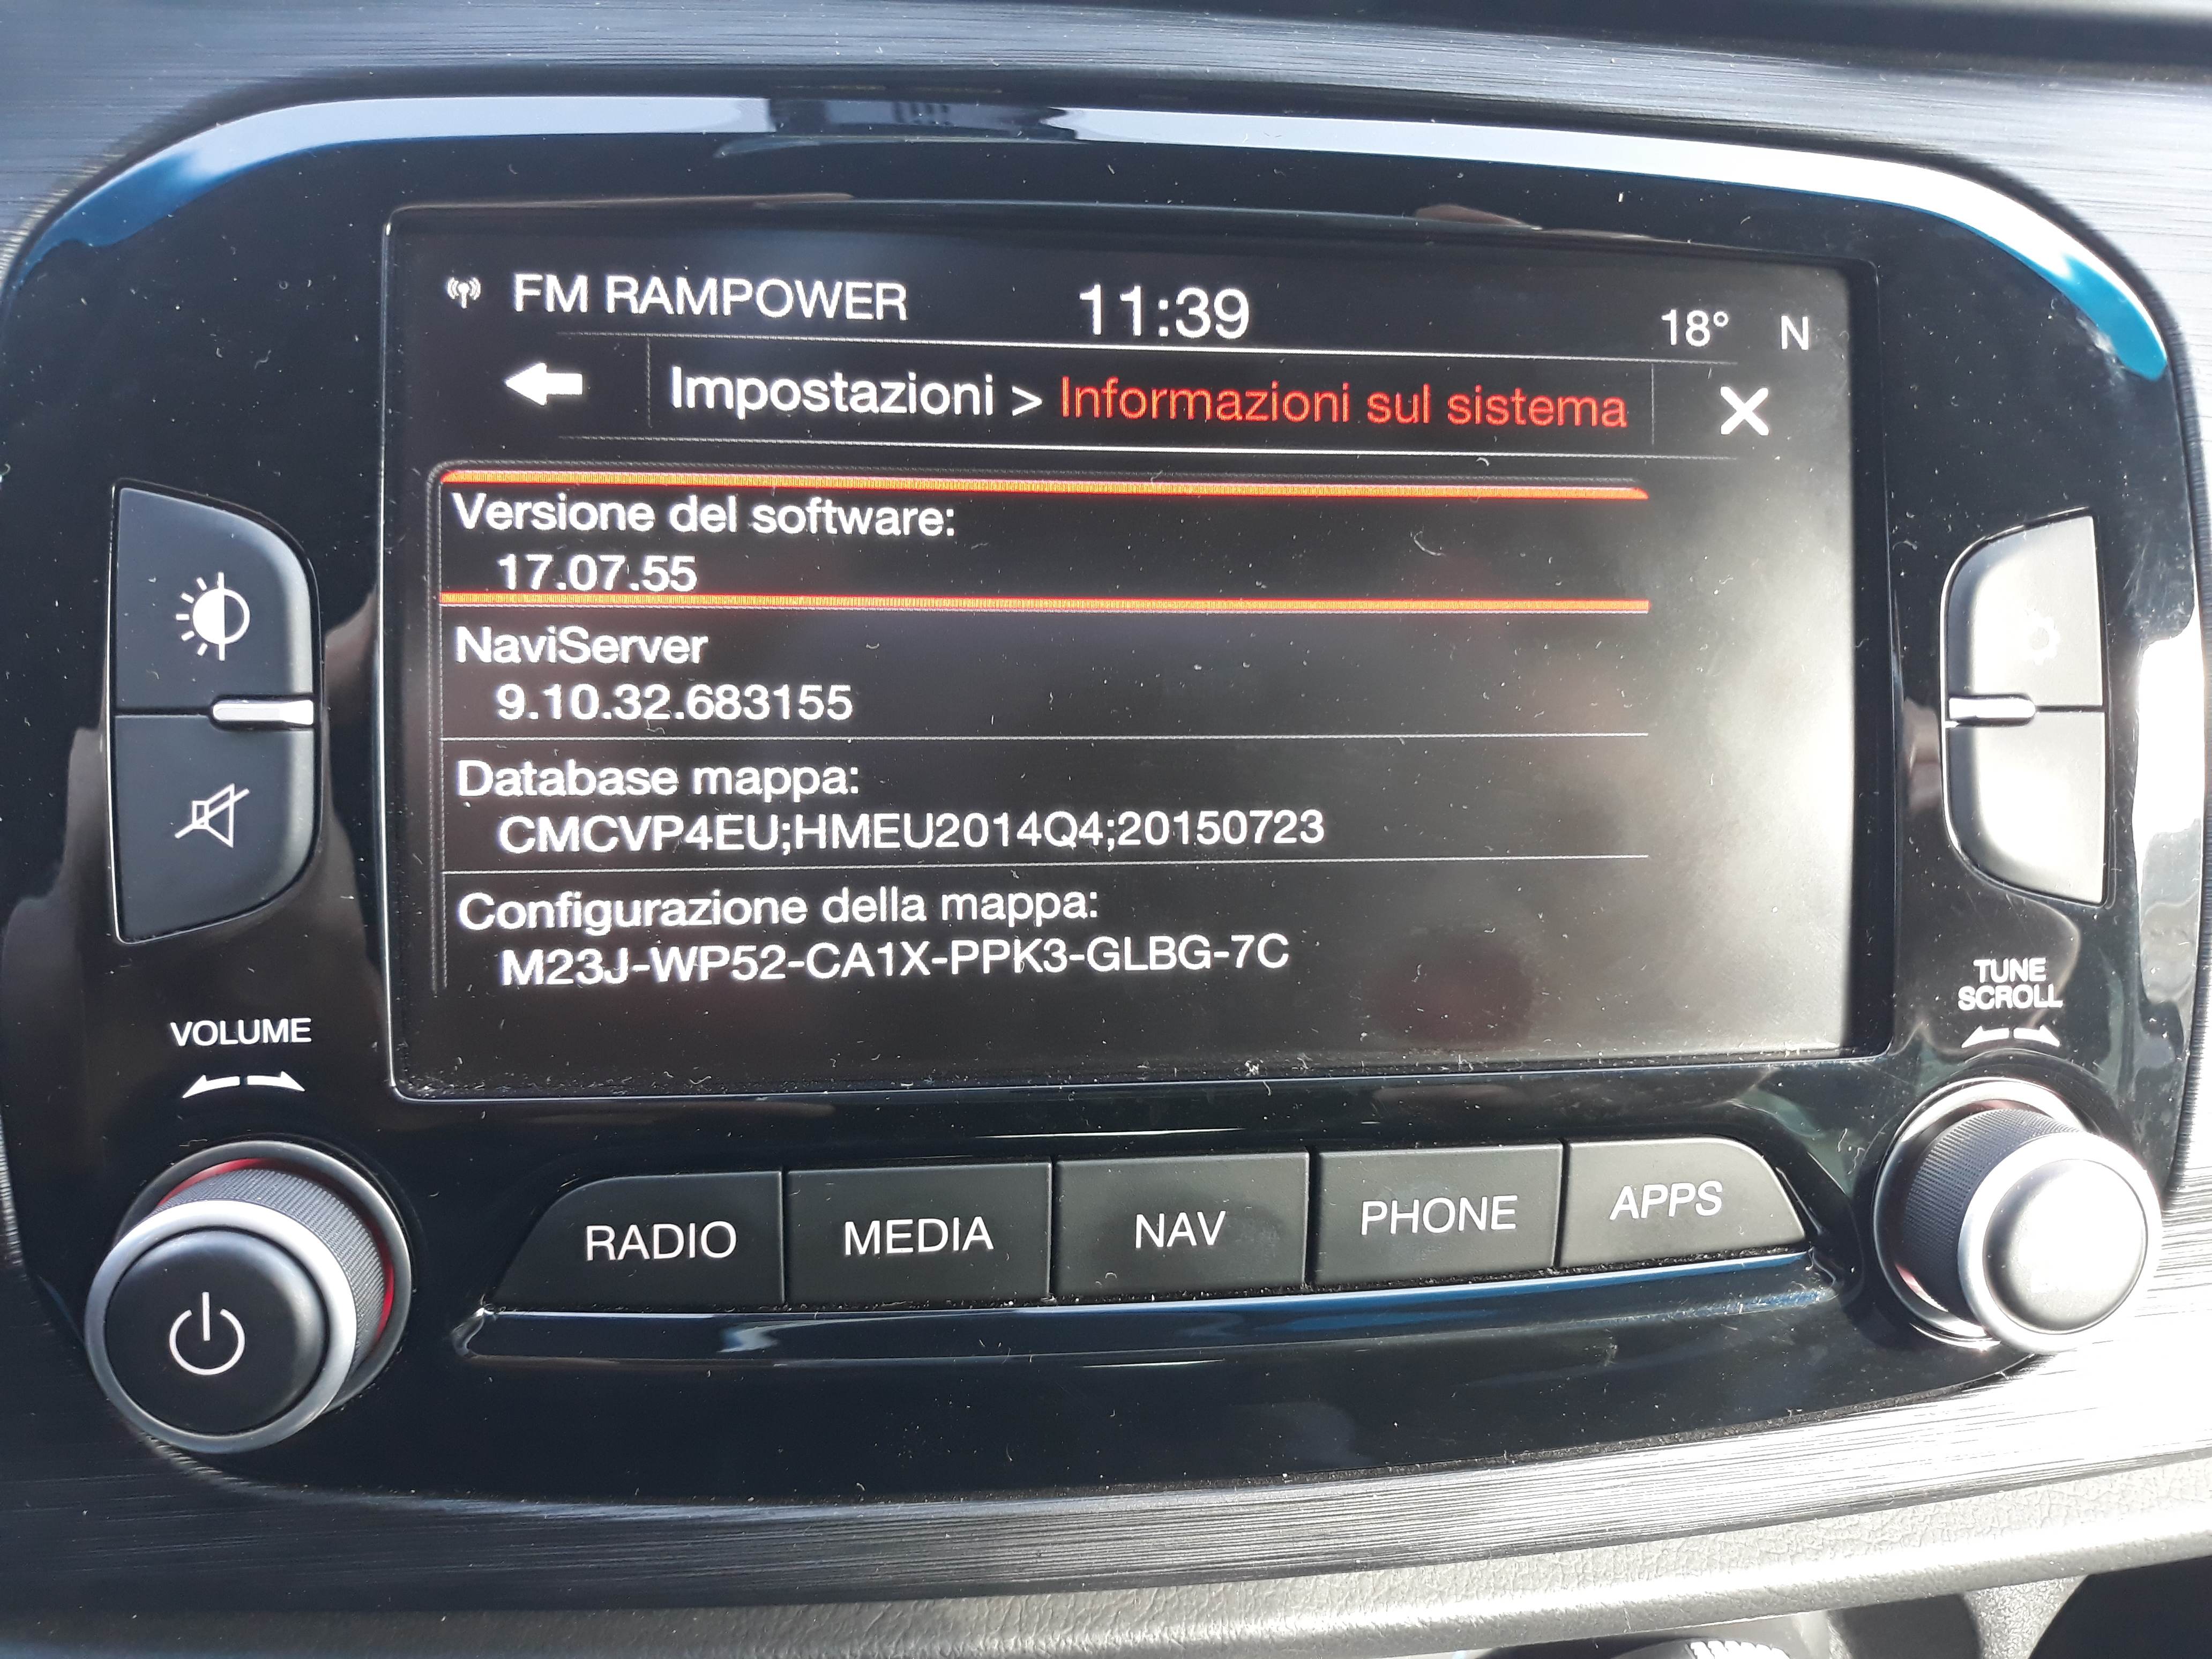 FM RAMPOWER 11:39 18° N
Impostazioni > Informazioni sul sistema
Versione del software:
17.07.55
NaviServer
9.10.32.683155
Database mappa:
CMCVP4EU;HMEU2014Q4;20150723
Configurazione della mappa:
M23J-WP52-CA1X-PPK3-GLBG-7C
VOLUME
TUNE
SCROLL
RADIO MEDIA NAV PHONE APPS